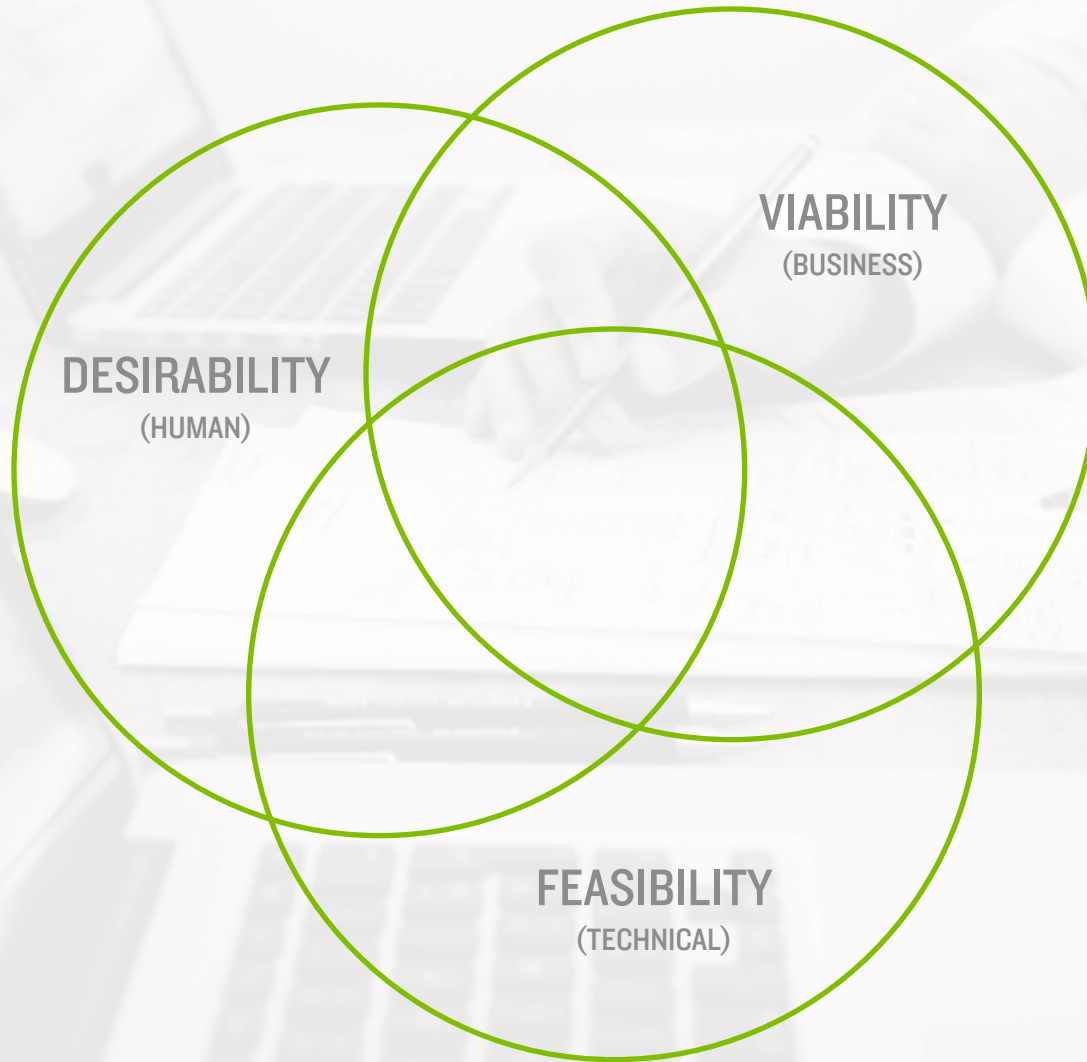 VIABILITY
(BUSINESS)
DESIRABILITY
(HUMAN)
FEASIBILITY
(TECHNICAL)